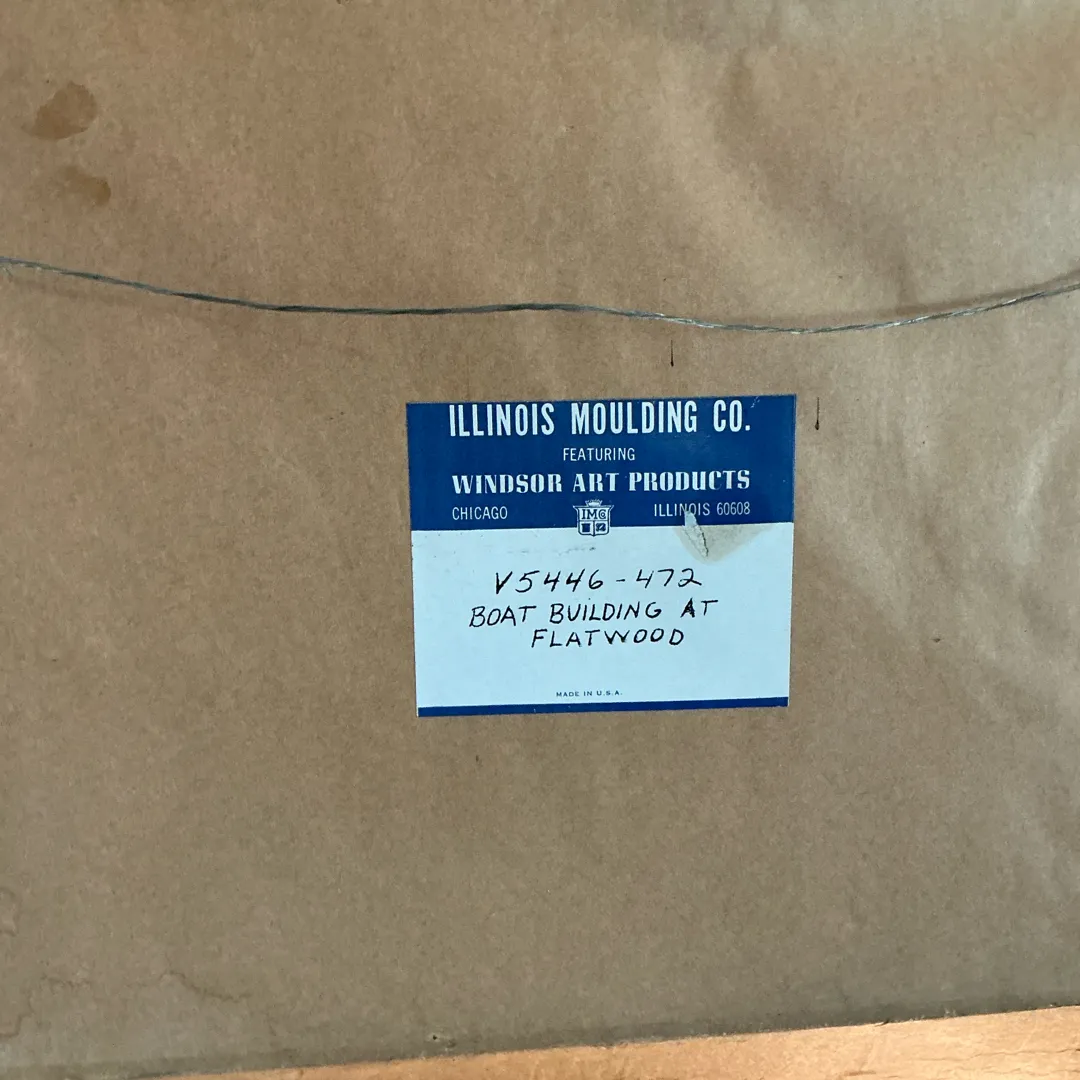 ILLINOIS MOULDING CO.
FEATURING
WINDSOR ART PRODUCTS
CHICAGO IMC ILLINOIS 60608
V5446-472
BOAT BUILDING AT
FLATWOOD
MADE IN U.S.A.